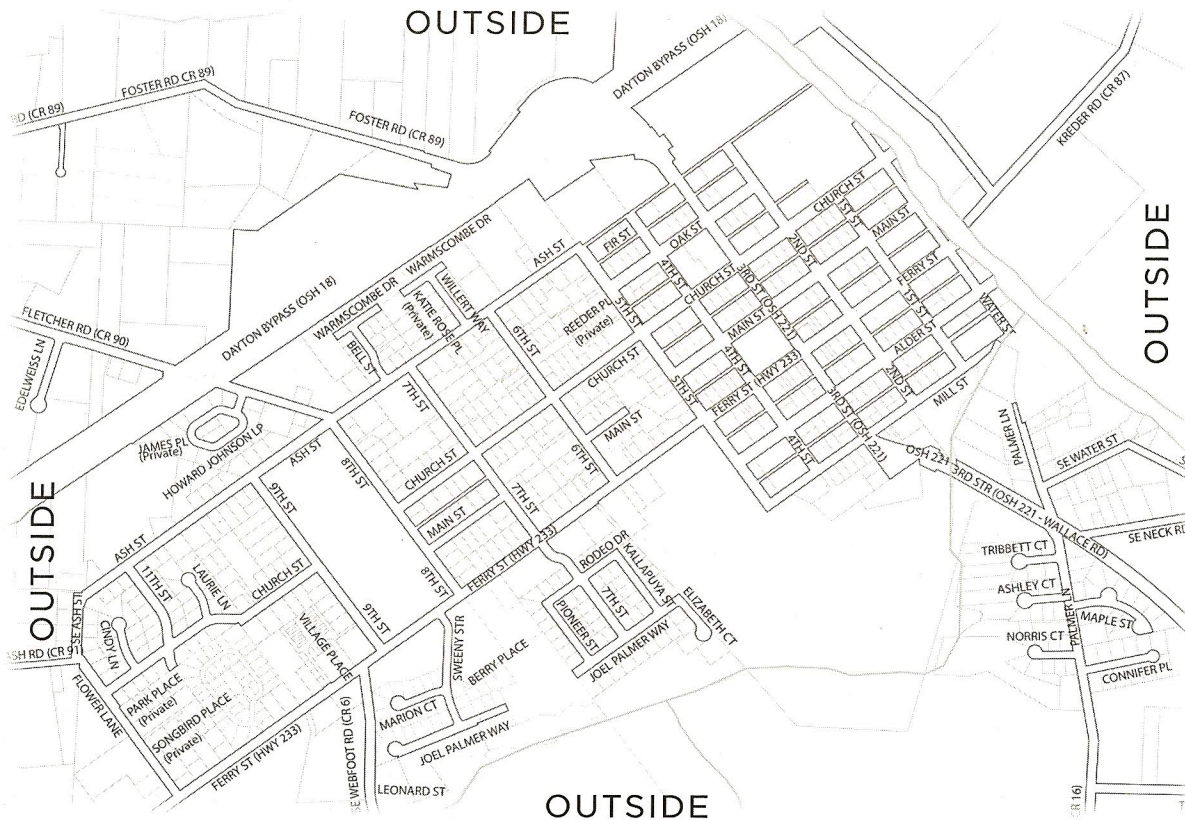 OUTSIDE
DAYTON BYPASS (OSH 18)
FOSTER RD CR 89)
RD (CR 89)
FOSTER RD (CR 89)
KREDER RD (CR 87)
CHURCH ST
1ST ST
MAIN ST
WARMSCOMBE DR
ASH ST
FIR ST
OAK ST
2ND ST
FERRY ST
OUTSIDE
4TH ST
CHURCH ST
3RD ST (OSH 221)
WATER ST
1ST ST
DAYTON BYPASS (OSH 18)
WARMSCOMBE DR
WILLERT WAY
KATIE ROSE PL
(Private)
REEDER PL
(Private)
5TH ST
MAIN ST
ALDER ST
FLETCHER RD (CR 90)
EDELWEISS LN
BELL ST
6TH ST
CHURCH ST
4TH ST
FERRY ST (HWY 233)
2ND ST
MILL ST
7TH ST
5TH ST
3RD ST (OSH 221)
JAMES PL
(Private)
HOWARD JOHNSON LP
ASH ST
8TH ST
CHURCH ST
MAIN ST
6TH ST
4TH ST
OSH 221
3RD STR (OSH 221 - WALLACE RD)
PALMER LN
SE WATER ST
OUTSIDE
9TH ST
MAIN ST
7TH ST
FERRY ST (HWY 233)
SE NECK RD
ASH ST
11TH ST
LAURIE LN
CHURCH ST
8TH ST
RODEO DR
KALLAPUYA ST
TRIBBETT CT
ASHLEY CT
SE ASH ST
CINDY LN
VILLAGE PLACE
9TH ST
PIONEER ST
7TH ST
ELIZABETH CT
PALMER LN
MAPLE ST
NORRIS CT
SH RD (CR 91)
FLOWER LANE
PARK PLACE
(Private)
SONGBIRD PLACE
(Private)
SWEENY STR
BERRY PLACE
JOEL PALMER WAY
CONNIFER PL
FERRY ST (HWY 233)
SE WEBFOOT RD (CR 6)
MARION CT
JOEL PALMER WAY
LEONARD ST
OUTSIDE
CR 16)